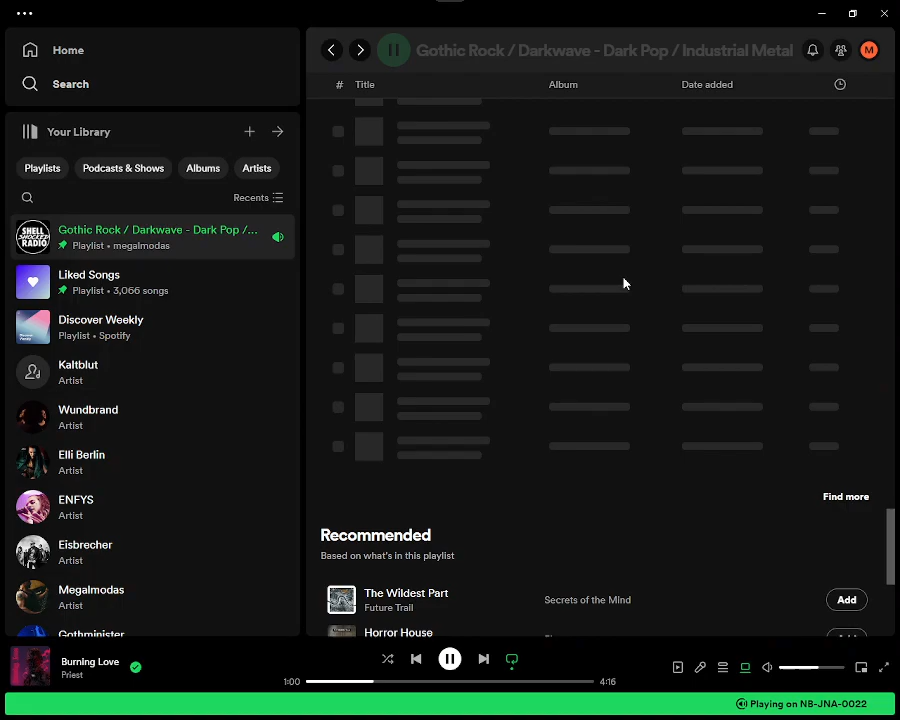 Home
Gothic Rock / Darkwave - Dark Pop / Industrial Metal
M
Search
# Title Album Date added
Your Library
Playlists Podcasts & Shows Albums Artists
Recents
SHELL SHOCKED RADIO
Gothic Rock / Darkwave - Dark Pop /...
Playlist • megalmodas
Liked Songs
Playlist • 3,066 songs
Discover Weekly
Playlist • Spotify
Discover Weekly
Kaltblut
Artist
Wundbrand
Artist
Elli Berlin
Artist
ENFYS
Artist
Eisbrecher
Artist
Megalmodas
Artist
Gothminister
Find more
Recommended
Based on what's in this playlist
The Wildest Part
Future Trail
Secrets of the Mind
Add
Horror House
Burning Love
Priest
1:00
4:16
Playing on NB-JNA-0022